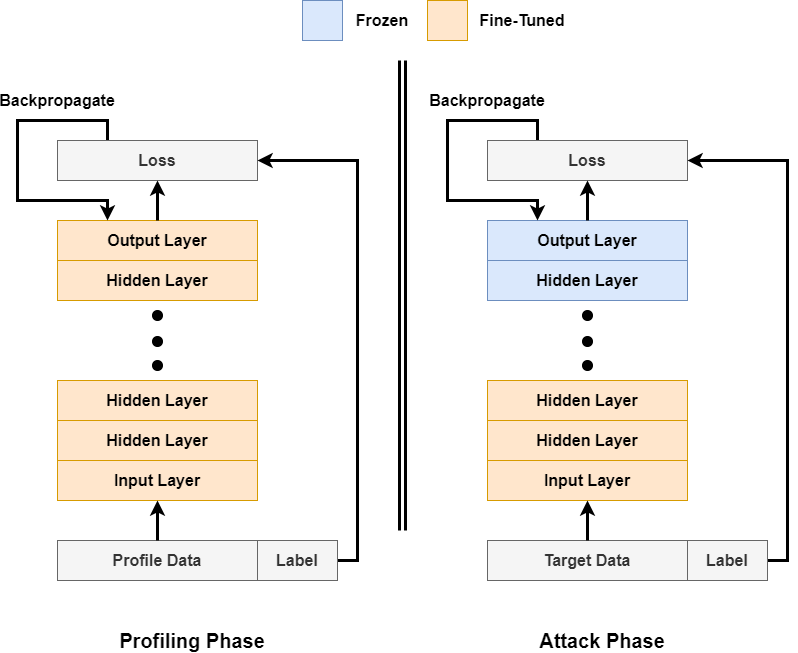 Frozen
Fine-Tuned
Backpropagate
Loss
Output Layer
Hidden Layer
Hidden Layer
Hidden Layer
Input Layer
Profile Data
Label
Profiling Phase
Backpropagate
Loss
Output Layer
Hidden Layer
Hidden Layer
Hidden Layer
Input Layer
Target Data
Label
Attack Phase